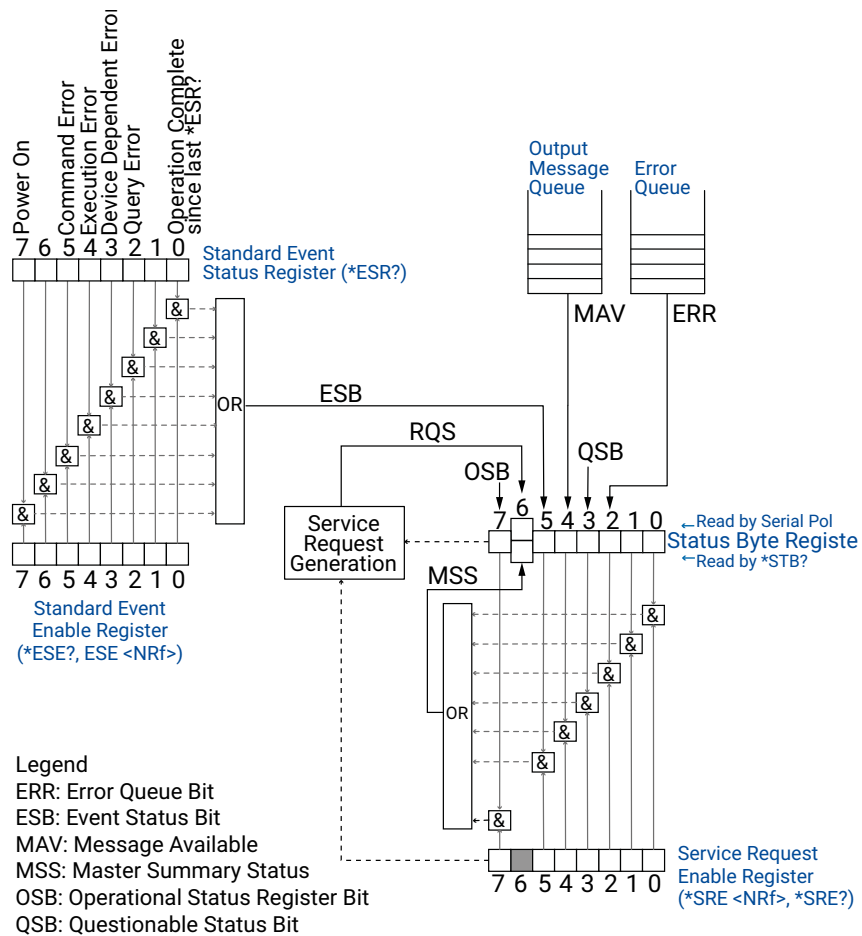 Power On
Command Error
Execution Error
Device Dependent Error
Query Error
Operation Complete
since last *ESR?
7 6 5 4 3 2 1 0
Standard Event
Status Register (*ESR?)
&
&
&
&
&
&
&
&
OR
7 6 5 4 3 2 1 0
Standard Event
Enable Register
(*ESE?, ESE <NRf>)
Output
Message
Queue
Error
Queue
MAV
ERR
ESB
RQS
OSB
QSB
7 6 5 4 3 2 1 0
←Read by Serial Pol
Status Byte Registe
←Read by *STB?
Service
Request
Generation
MSS
&
&
&
&
&
&
&
OR
7 6 5 4 3 2 1 0
Service Request
Enable Register
(*SRE <NRf>, *SRE?)
Legend
ERR: Error Queue Bit
ESB: Event Status Bit
MAV: Message Available
MSS: Master Summary Status
OSB: Operational Status Register Bit
QSB: Questionable Status Bit